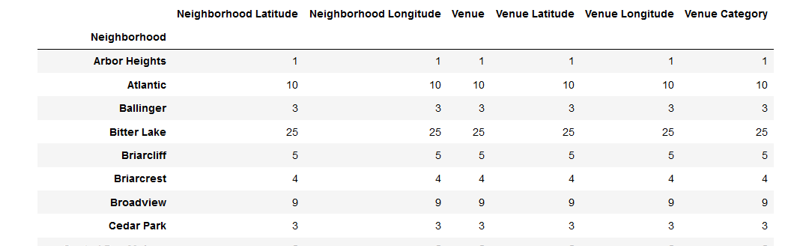 Neighborhood Latitude Neighborhood Longitude Venue Venue Latitude Venue Longitude Venue Category
Neighborhood
Arbor Heights 1 1 1 1 1 1
Atlantic 10 10 10 10 10 10
Ballinger 3 3 3 3 3 3
Bitter Lake 25 25 25 25 25 25
Briarcliff 5 5 5 5 5 5
Briarcrest 4 4 4 4 4 4
Broadview 9 9 9 9 9 9
Cedar Park 3 3 3 3 3 3